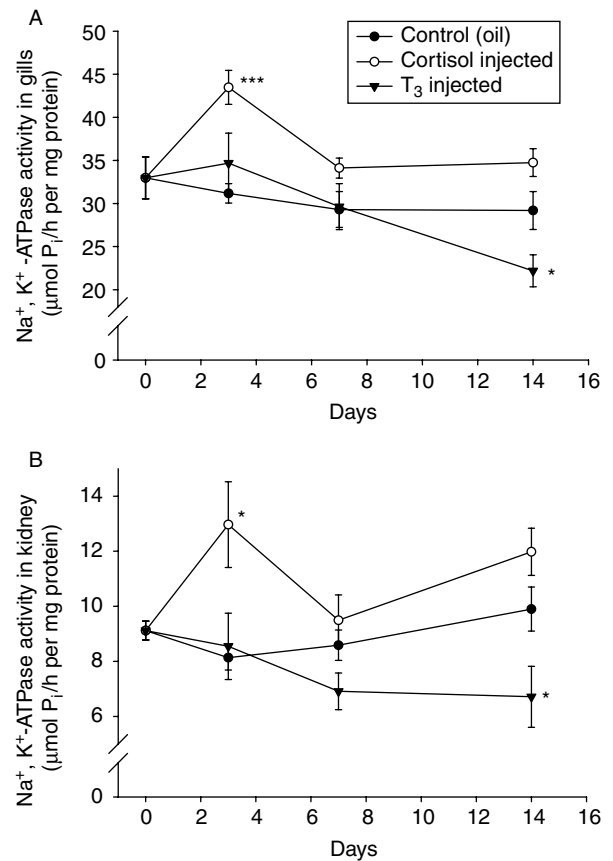 A
50
45
40
35
30
25
20
0
Na⁺, K⁺ -ATPase activity in gills
(μmol Pᵢ/h per mg protein)
Control (oil)
Cortisol injected
T₃ injected
***
*
0 2 4 6 8 10 12 14 16
Days
B
14
12
10
8
6
0
Na⁺, K⁺-ATPase activity in kidney
(μmol Pᵢ/h per mg protein)
*
*
0 2 4 6 8 10 12 14 16
Days